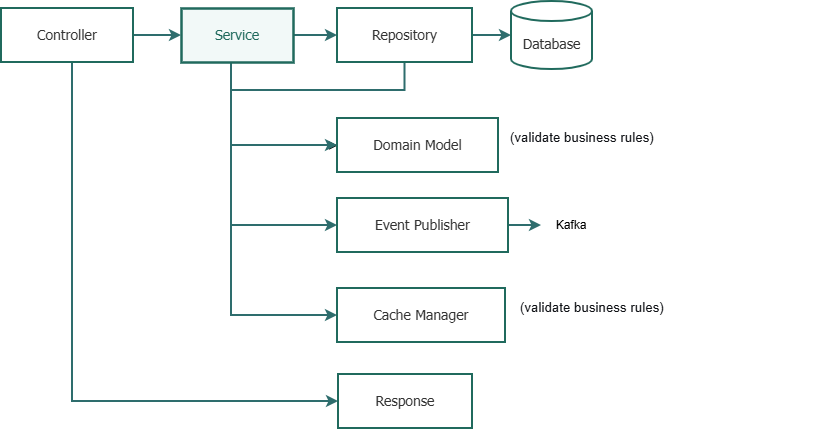 Controller
Service
Repository
Database
Domain Model
(validate business rules)
Event Publisher
Kafka
Cache Manager
(validate business rules)
Response